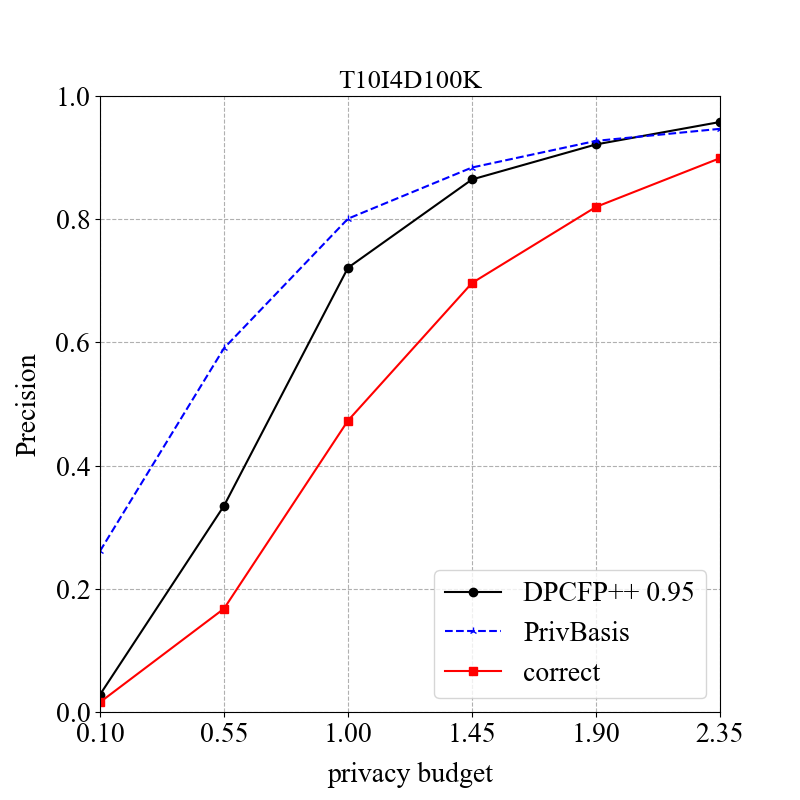 T10I4D100K
1.0
0.8
0.6
0.4
0.2
0.0
Precision
DPCFP++ 0.95
PrivBasis
correct
0.10 0.55 1.00 1.45 1.90 2.35
privacy budget